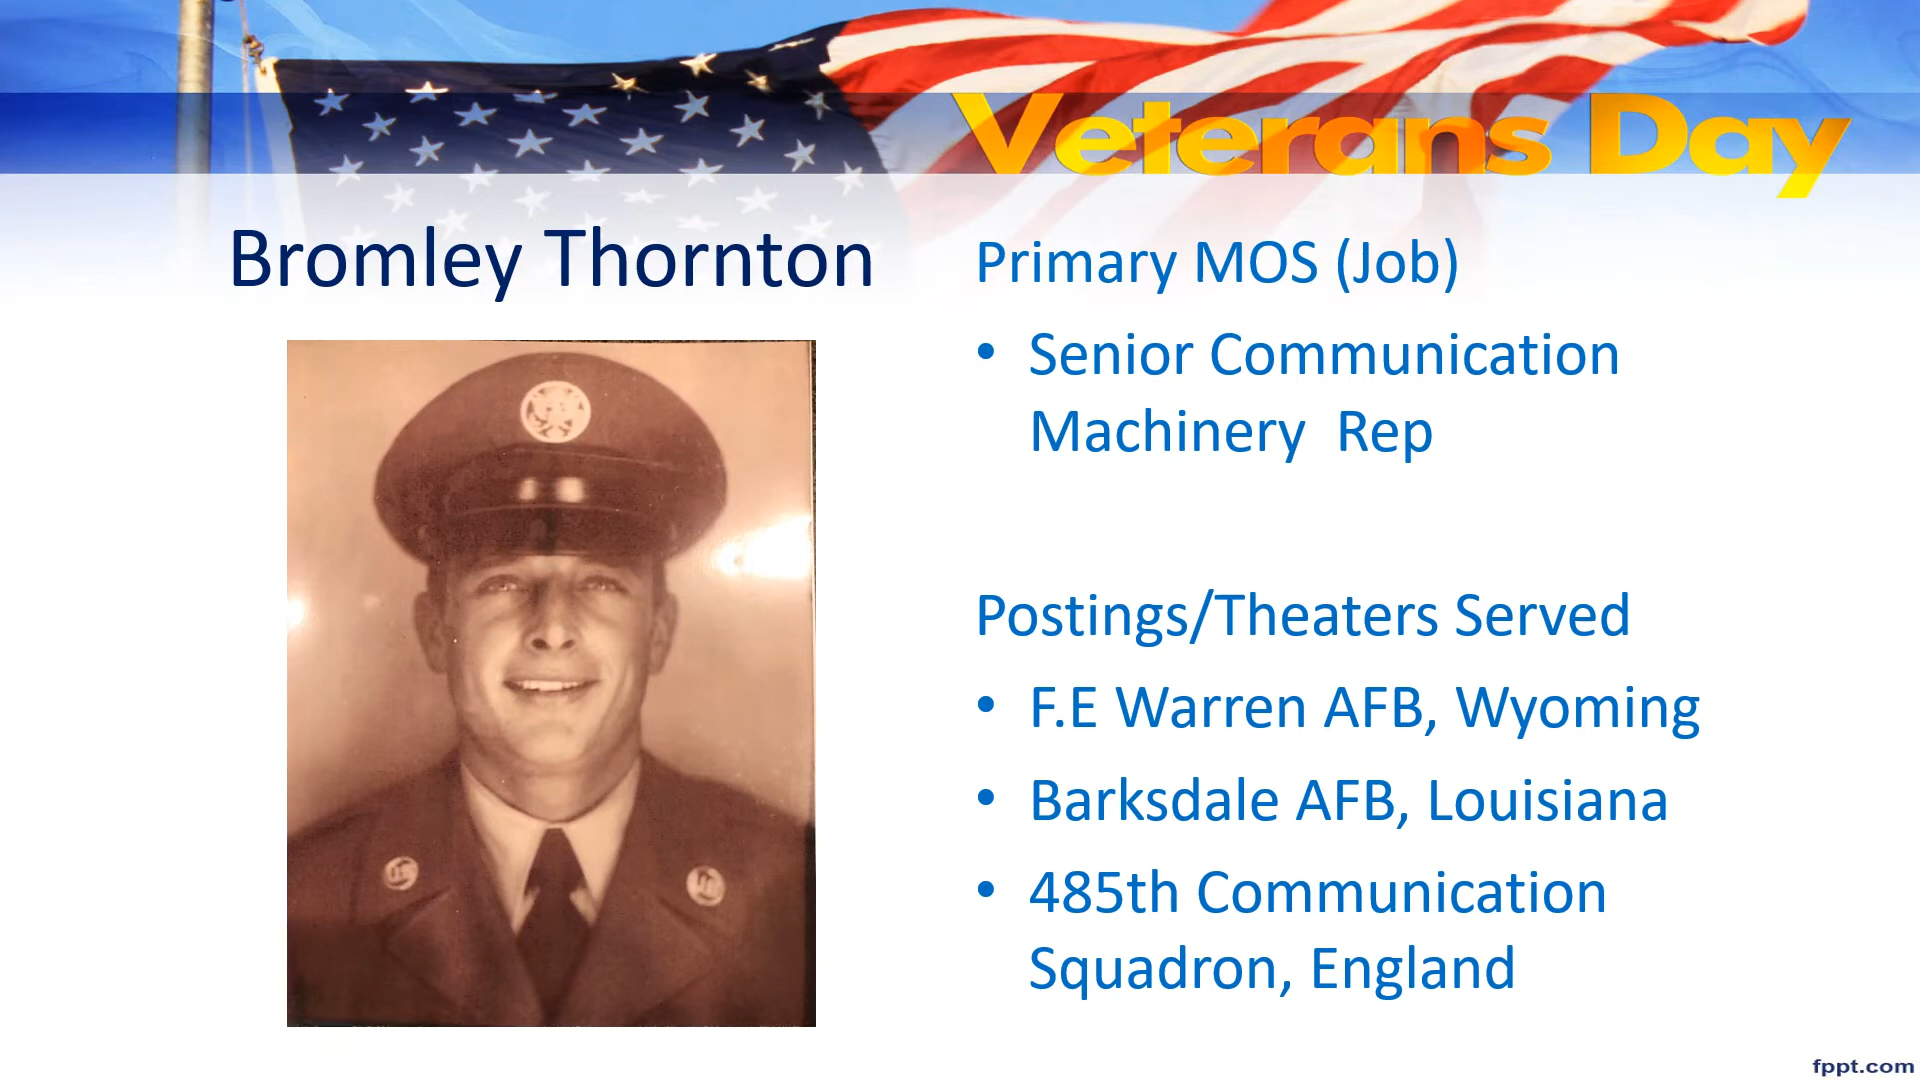 Veterans Day
Bromley Thornton
Primary MOS (Job)
• Senior Communication
Machinery  Rep
Postings/Theaters Served
• F.E Warren AFB, Wyoming
• Barksdale AFB, Louisiana
• 485th Communication
Squadron, England
fppt.com